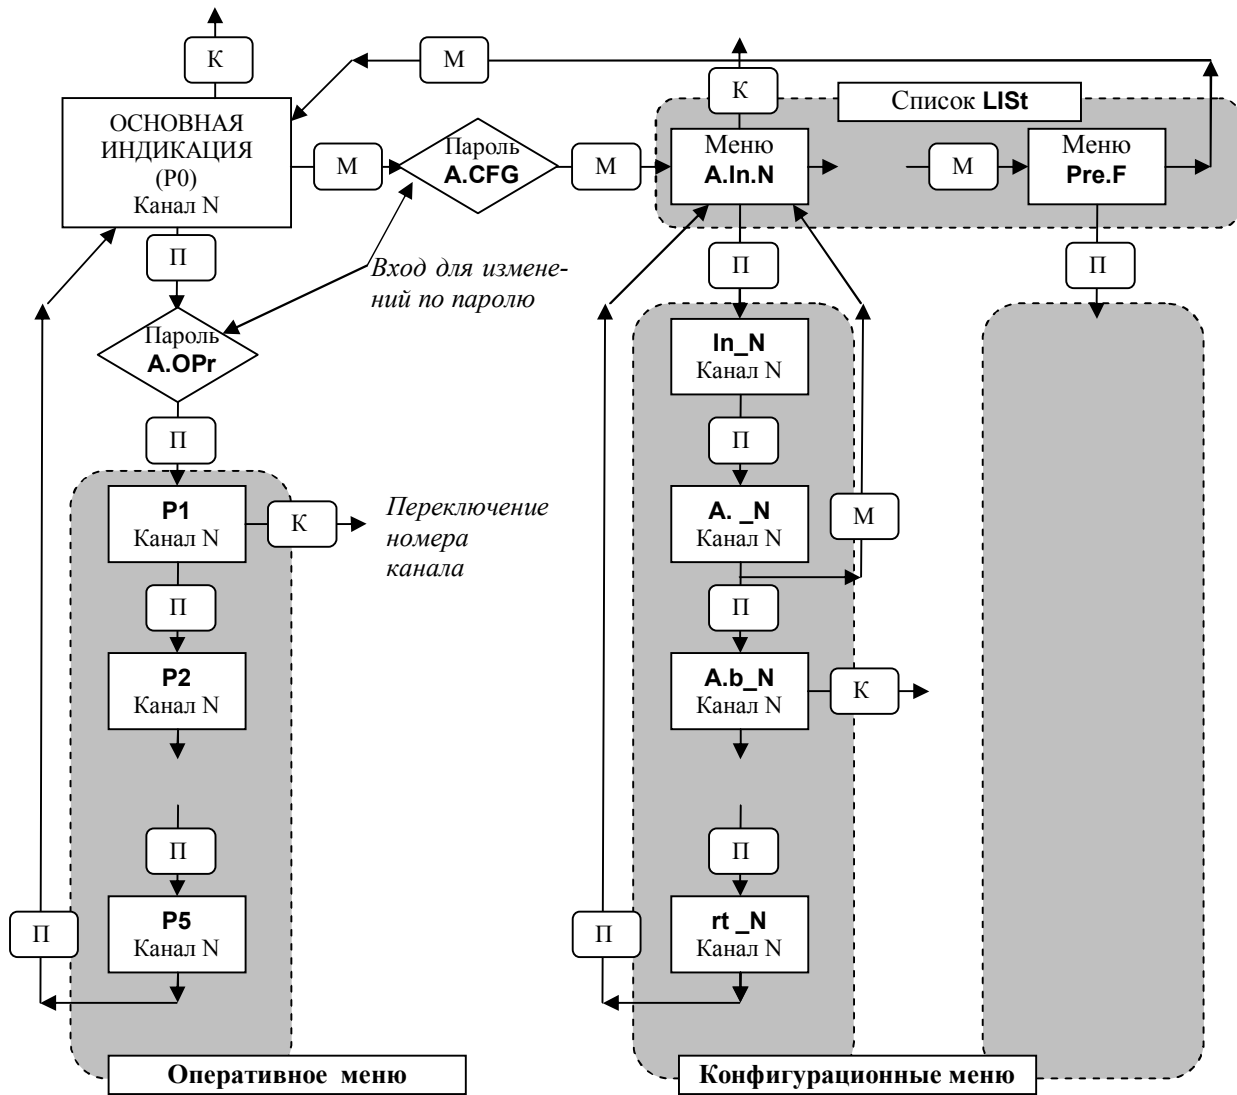 К
М
К
Список LISt
ОСНОВНАЯ
ИНДИКАЦИЯ
(P0)
Канал N
М
Пароль
A.CFG
М
Меню
A.In.N
М
Меню
Pre.F
П
Вход для измене-
ний по паролю
П
П
Пароль
A.OPr
In_N
Канал N
П
П
P1
Канал N
К
Переключение
номера
канала
A. _N
Канал N
М
П
П
P2
Канал N
A.b_N
Канал N
К
П
П
P5
Канал N
П
rt _N
Канал N
П
Оперативное меню
Конфигурационные меню